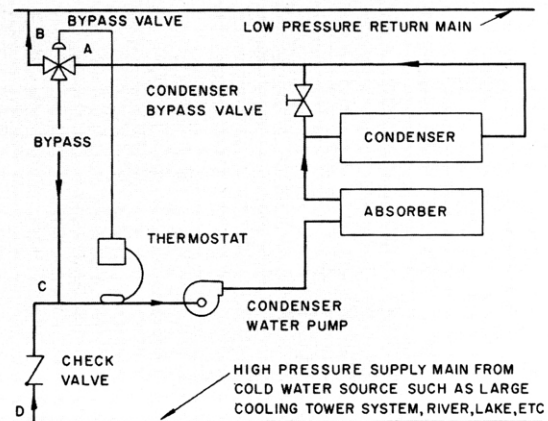 BYPASS VALVE
LOW PRESSURE RETURN MAIN
B
A
CONDENSER
BYPASS VALVE
CONDENSER
BYPASS
ABSORBER
THERMOSTAT
C
CONDENSER
WATER PUMP
CHECK
VALVE
D
HIGH PRESSURE SUPPLY MAIN FROM
COLD WATER SOURCE SUCH AS LARGE
COOLING TOWER SYSTEM, RIVER, LAKE, ETC